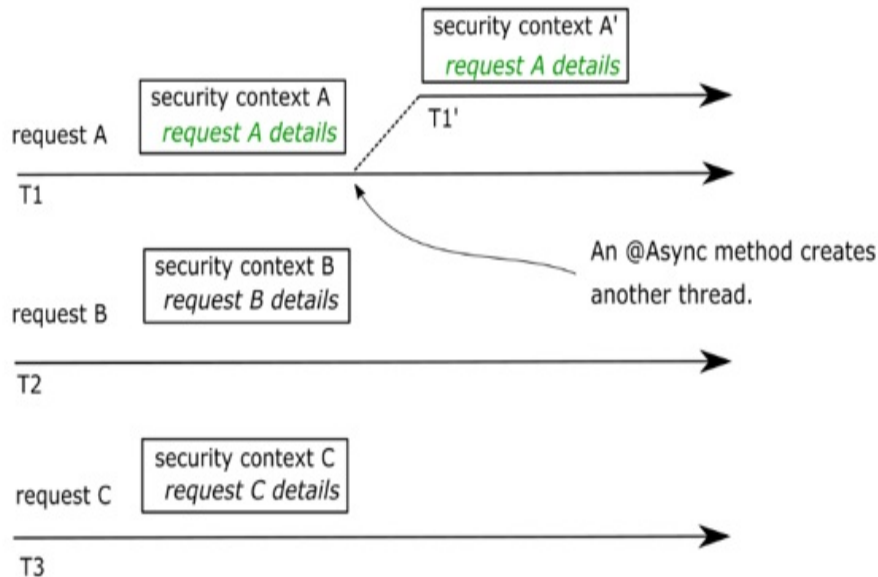 security context A'
request A details
security context A
request A details
T1'
request A
T1
An @Async method creates
another thread.
security context B
request B details
request B
T2
security context C
request C details
request C
T3